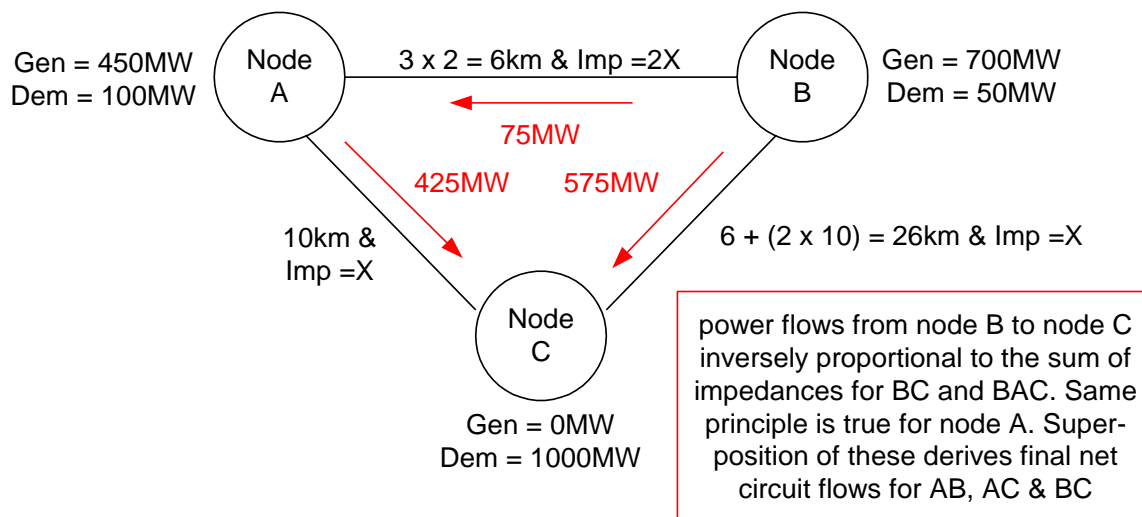 Node
A
Gen = 450MW
Dem = 100MW
3 x 2 = 6km & Imp =2X
Node
B
Gen = 700MW
Dem = 50MW
75MW
425MW
575MW
10km &
Imp =X
6 + (2 x 10) = 26km & Imp =X
Node
C
Gen = 0MW
Dem = 1000MW
power flows from node B to node C
inversely proportional to the sum of
impedances for BC and BAC. Same
principle is true for node A. Super-
position of these derives final net
circuit flows for AB, AC & BC